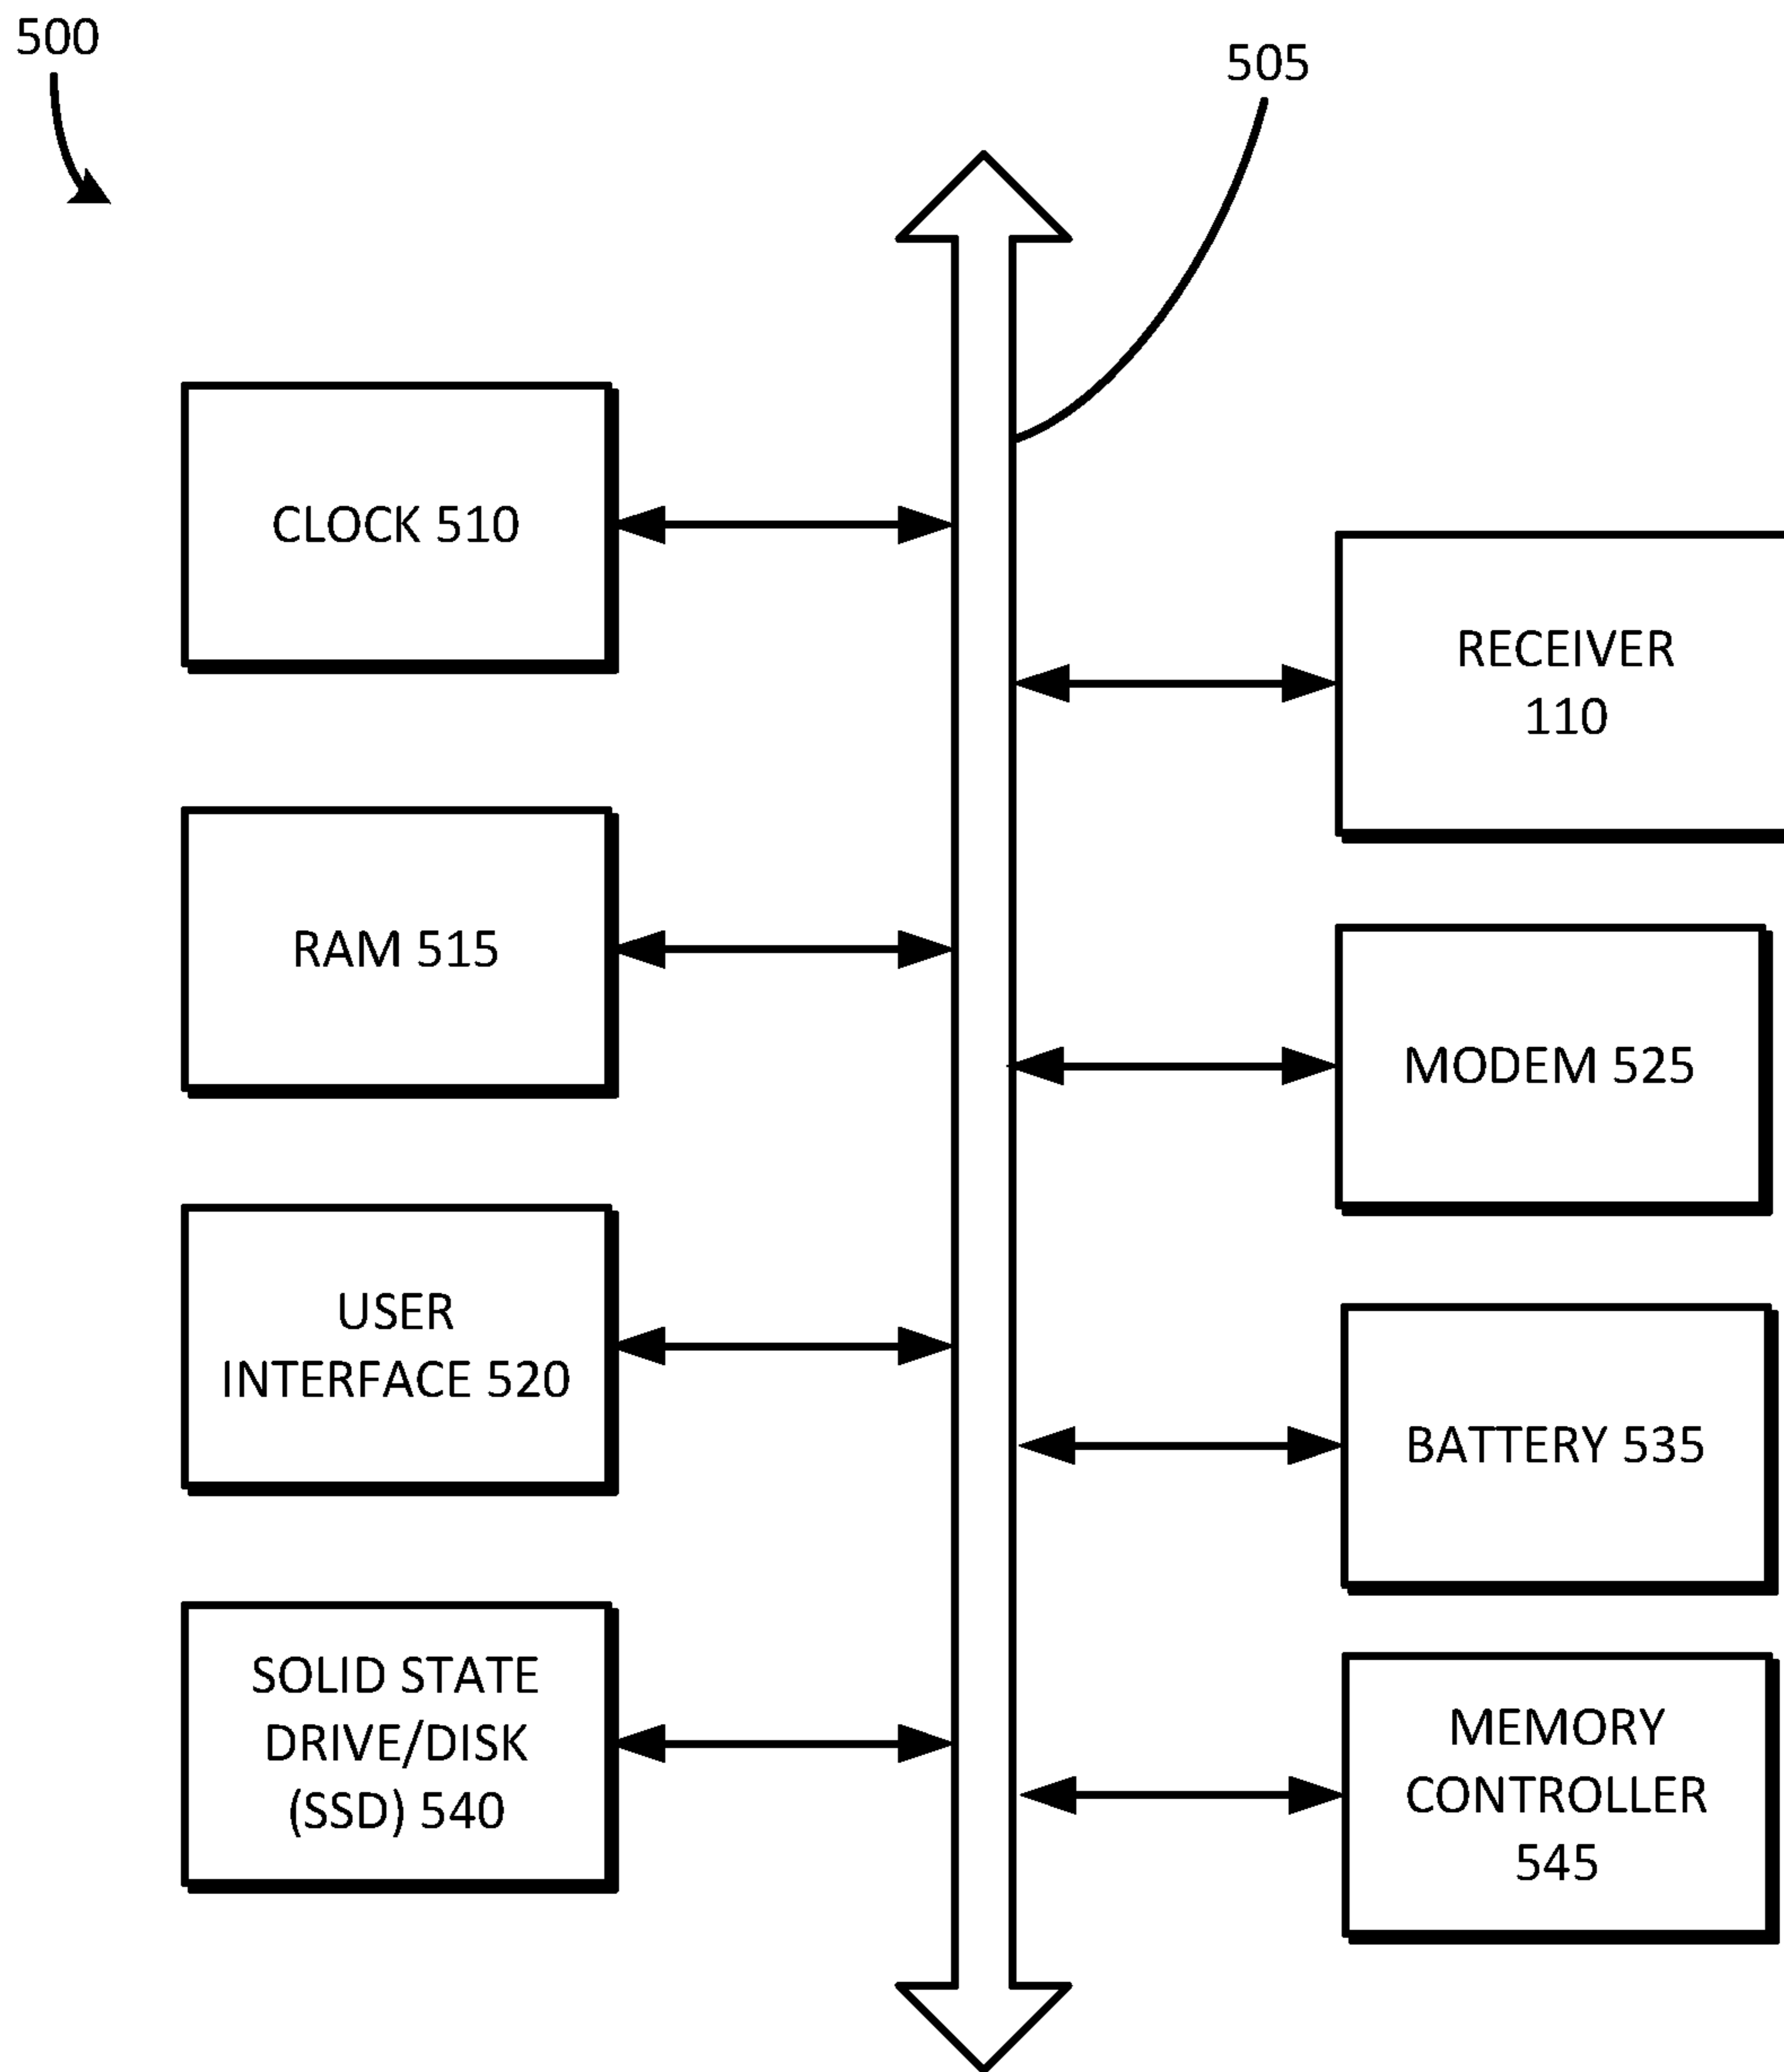 500
505
CLOCK 510
RECEIVER
110
RAM 515
MODEM 525
USER
INTERFACE 520
BATTERY 535
SOLID STATE
DRIVE/DISK
(SSD) 540
MEMORY
CONTROLLER
545